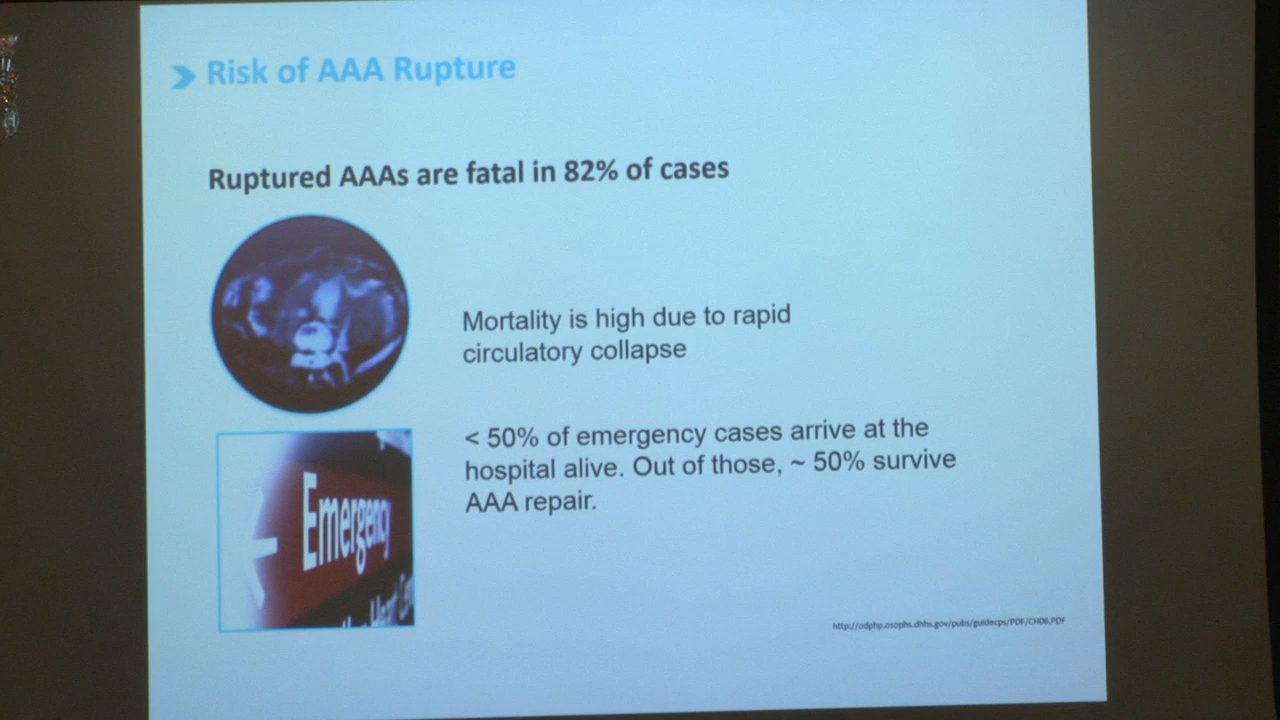 Risk of AAA Rupture
Ruptured AAAs are fatal in 82% of cases
Mortality is high due to rapid
circulatory collapse
< 50% of emergency cases arrive at the
hospital alive. Out of those, ~ 50% survive
AAA repair.
Emergency
http://odphp.osophs.dhhs.gov/pubs/guidecps/PDF/CH06.PDF